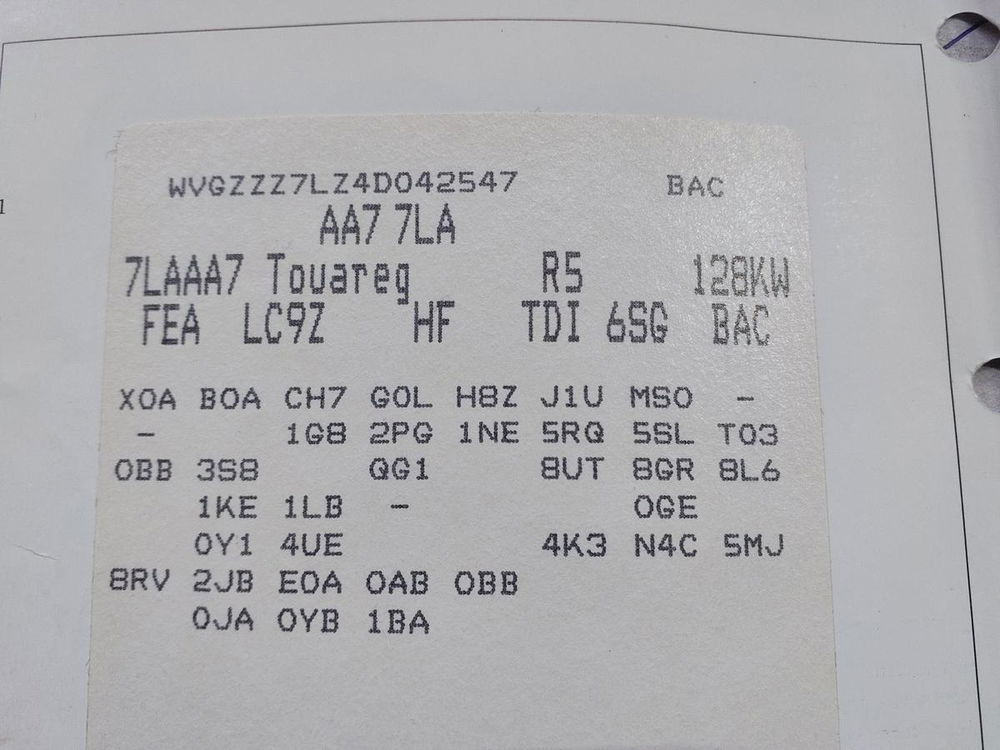 WVGZZZ7LZ4D042547 BAC
AA7 7LA
7LAAA7 Touareg R5 128KW
FEA LC9Z HF TDI 6SG BAC
X0A B0A CH7 G0L H8Z J1U MS0 -
- 1G8 2PG 1NE 5RQ 5SL T03
0BB 3S8 QG1 8UT 8GR 8L6
1KE 1LB - 0GE
0Y1 4UE 4K3 N4C 5MJ
8RV 2JB E0A 0AB 0BB
0JA 0YB 1BA
1